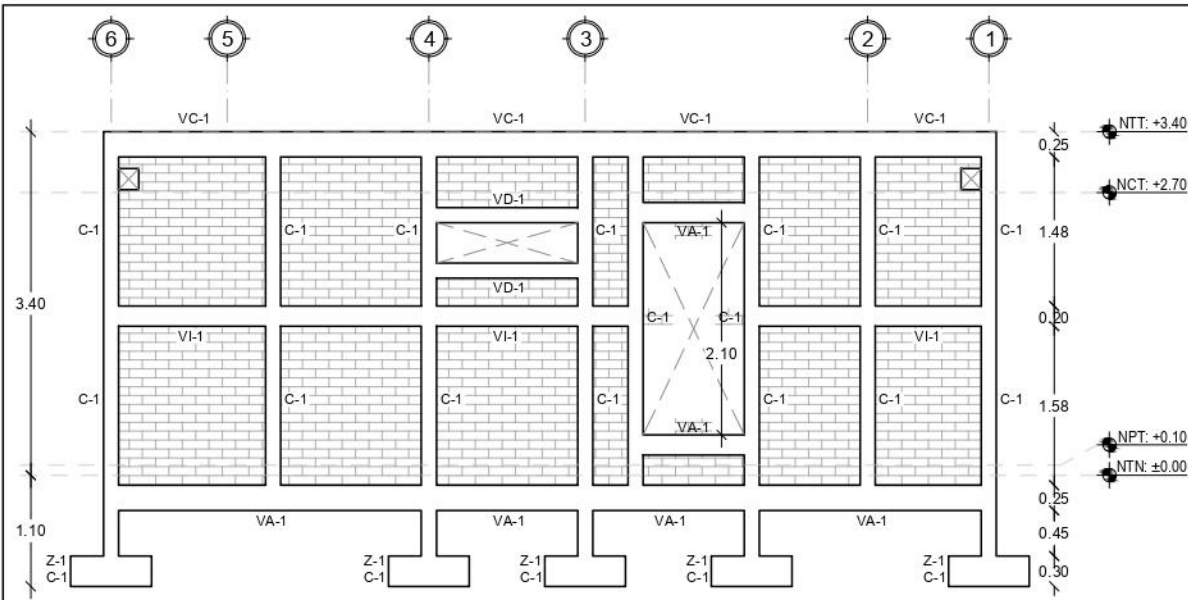 6 5 4 3 2 1
VC-1 VC-1 VC-1 VC-1
NTT: +3.40
0.25
VD-1
NCT: +2.70
C-1 C-1 C-1 C-1 VA-1 C-1 C-1 C-1 1.48
VD-1
3.40
C-1 C-1 0.20
VI-1 VI-1 VI-1
2.10
C-1 C-1 C-1 C-1 C-1 C-1 C-1 1.58
VA-1
NPT: +0.10
NTN: ±0.00
0.25
VA-1 VA-1 VA-1 VA-1
1.10 0.45
Z-1 Z-1 Z-1 Z-1 Z-1 0.30
C-1 C-1 C-1 C-1 C-1